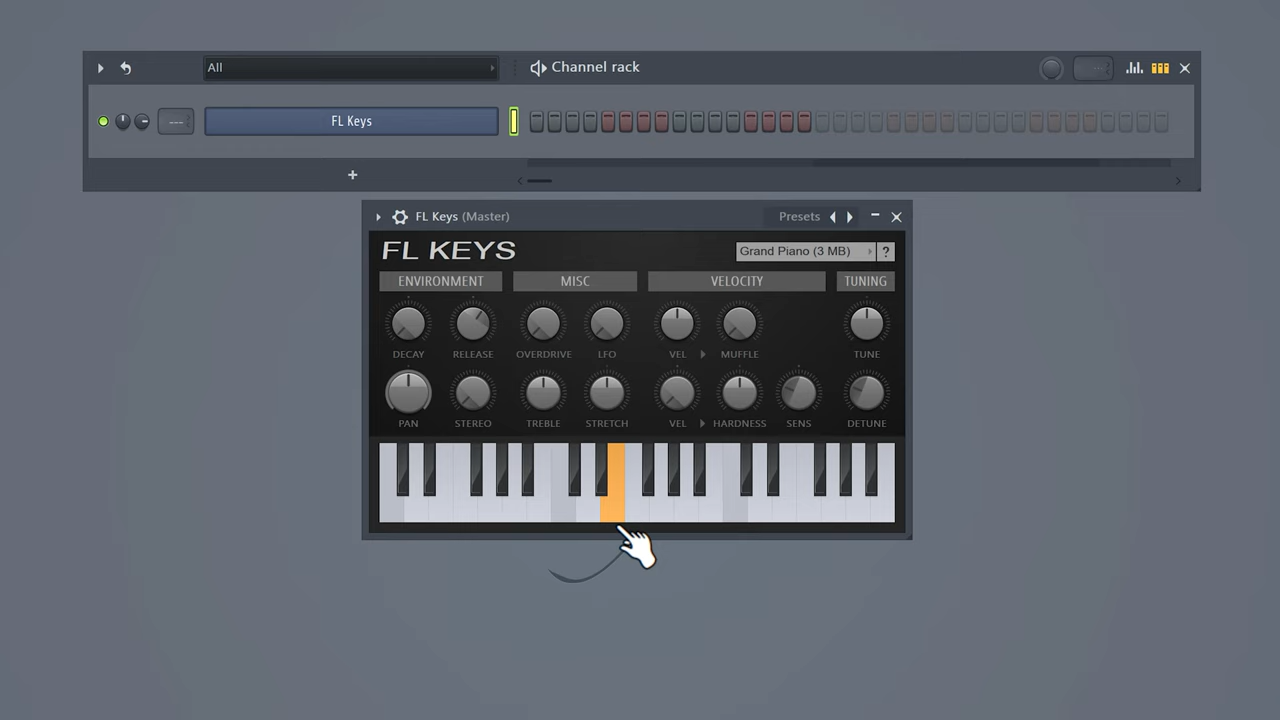 All
Channel rack
FL Keys
+
FL Keys (Master)
Presets
FL KEYS
Grand Piano (3 MB)
?
ENVIRONMENT
MISC
VELOCITY
TUNING
DECAY
RELEASE
OVERDRIVE
LFO
VEL
MUFFLE
TUNE
PAN
STEREO
TREBLE
STRETCH
VEL
HARDNESS
SENS
DETUNE